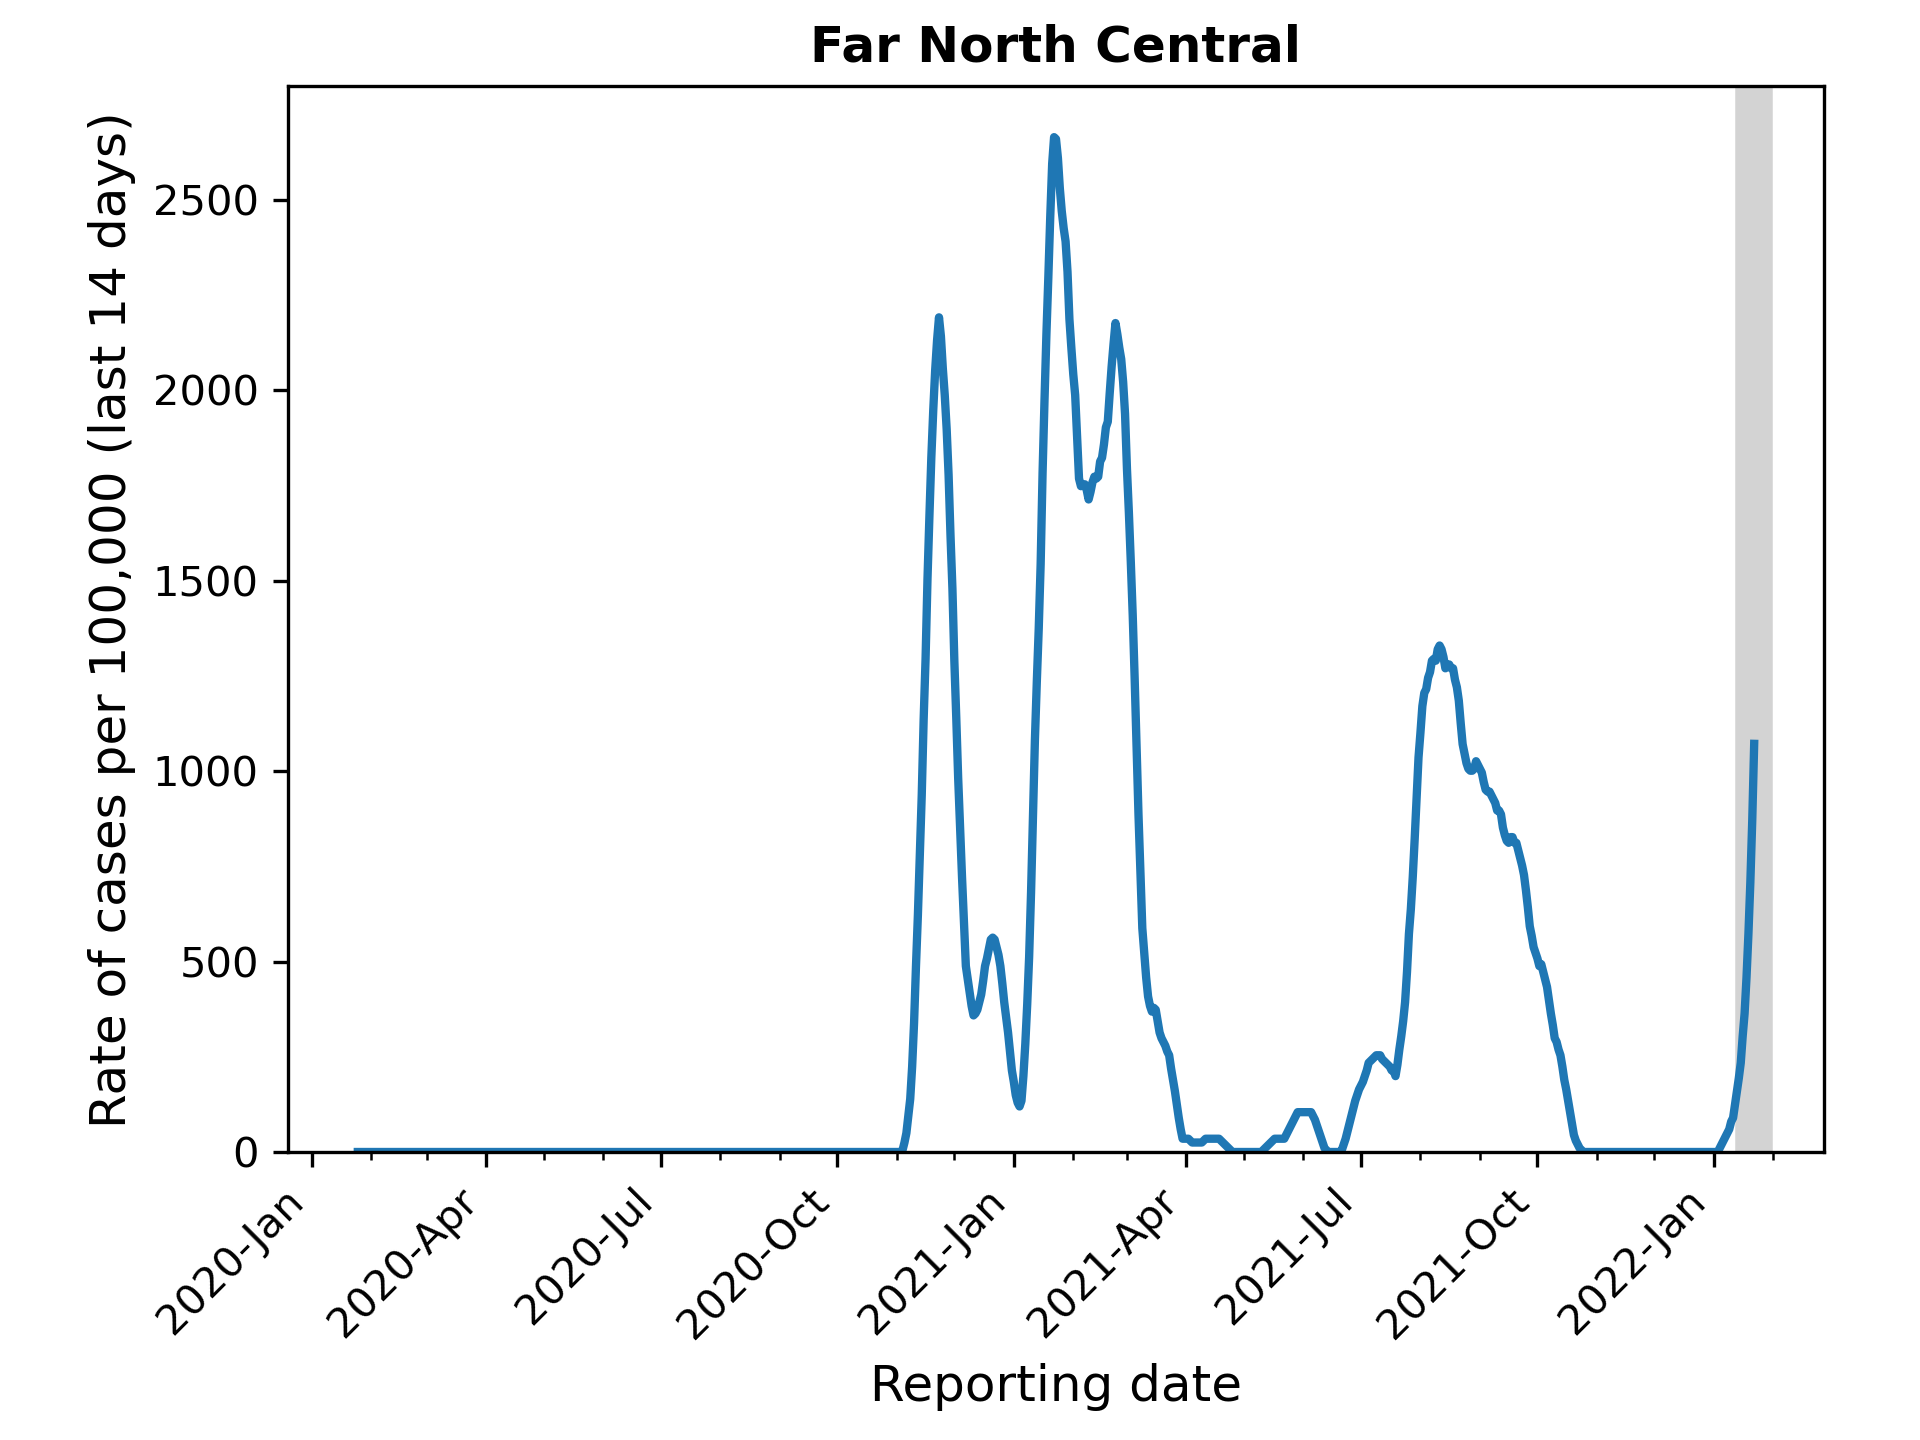 Far North Central
Rate of cases per 100,000 (last 14 days)
2500
2000
1500
1000
500
0
2020-Jan
2020-Apr
2020-Jul
2020-Oct
2021-Jan
2021-Apr
2021-Jul
2021-Oct
2022-Jan
Reporting date